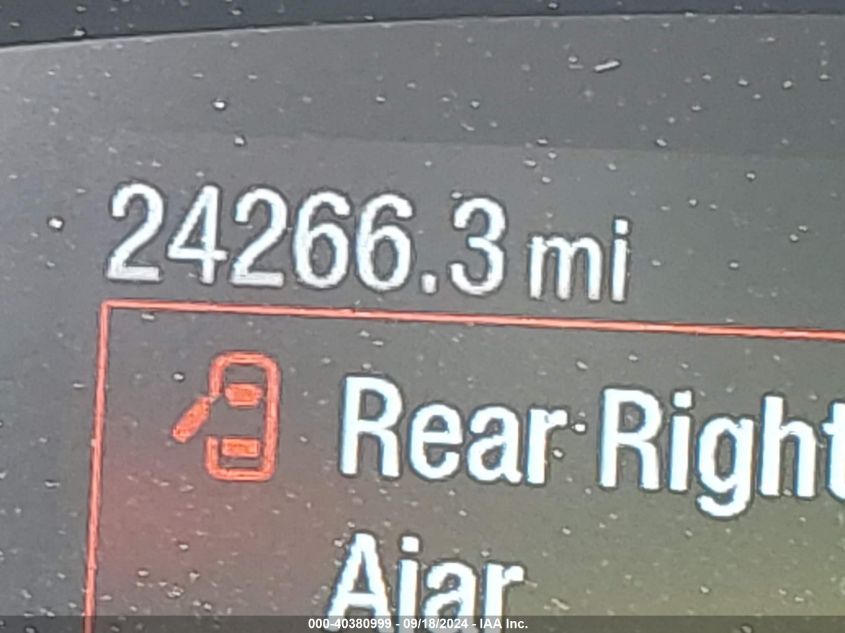 24266.3 mi
Rear Right
Ajar
000-40380999 - 09/18/2024 - IAA Inc.